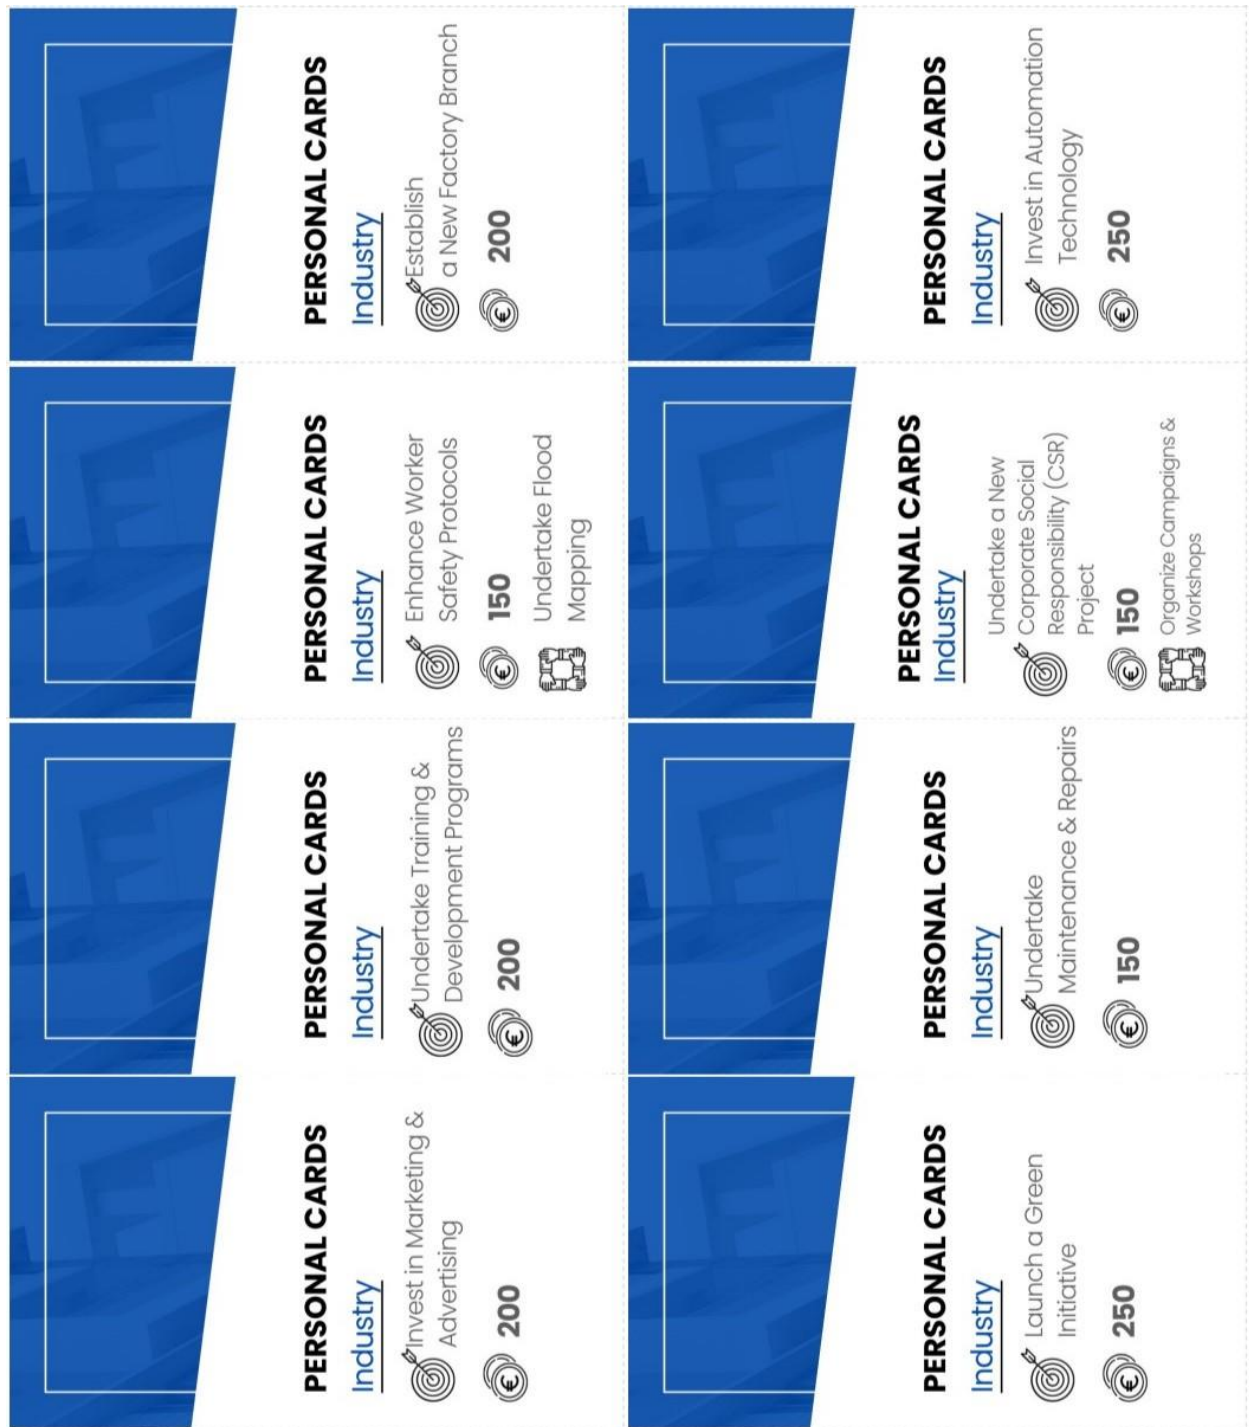 PERSONAL CARDS
Industry
Invest in Marketing &
Advertising
€ 200
PERSONAL CARDS
Industry
Undertake Training &
Development Programs
€ 200
PERSONAL CARDS
Industry
Enhance Worker
Safety Protocols
€ 150
Undertake Flood
Mapping
PERSONAL CARDS
Industry
Establish
a New Factory Branch
€ 200
PERSONAL CARDS
Industry
Launch a Green
Initiative
€ 250
PERSONAL CARDS
Industry
Undertake
Maintenance & Repairs
€ 150
PERSONAL CARDS
Industry
Undertake a New
Corporate Social
Responsibility (CSR)
Project
€ 150
Organize Campaigns &
Workshops
PERSONAL CARDS
Industry
Invest in Automation
Technology
€ 250